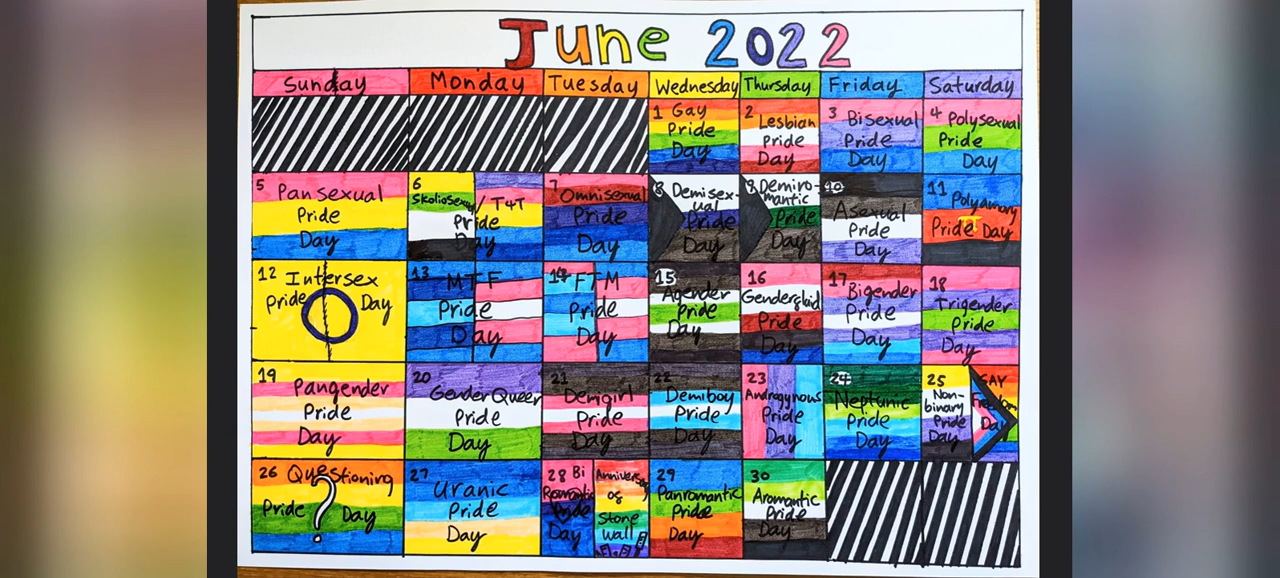 June 2022
Sunday Monday Tuesday Wednesday Thursday Friday Saturday
1 Gay
Pride
Day
2
Lesbian
Pride
Day
3 Bisexual
Pride
Day
4 Polysexual
Pride
Day
5 Pansexual
Pride
Day
6
Skoliosexual / T4T
Pride
Day
7
Omnisexual
Pride
Day
8 Demisex-
ual
Pride
Day
9 Demiro-
mantic
Pride
Day
10
Asexual
Pride
Day
11
Polyamory
π
Pride Day
12 Intersex
Pride Day
13 MTF
Pride
Day
14 FTM
Pride
Day
15
Agender
Pride
Day
16
Genderfluid
Pride
Day
17
Bigender
Pride
Day
18
Trigender
Pride
Day
19
Pangender
Pride
Day
20
GenderQueer
Pride
Day
21
Demigirl
Pride
Day
22
Demiboy
Pride
Day
23
Androgynous
Pride
Day
24
Neptunic
Pride
Day
25
Non-
binary
Pride
Day
GAY
Day
26 Questioning
Pride ? Day
27
Uranic
Pride
Day
28 Bi
Romantic
Pride
Day
Anniversary
of
Stone
wall
29
Panromantic
Pride
Day
30
Aromantic
Pride
Day